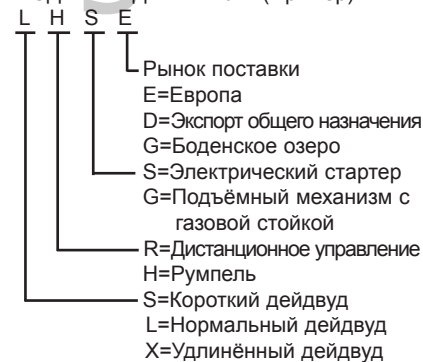 L H S E
Рынок поставки
E=Европа
D=Экспорт общего назначения
G=Боденское озеро
S=Электрический стартер
G=Подъёмный механизм с
газовой стойкой
R=Дистанционное управление
H=Румпель
S=Короткий дейдвуд
L=Нормальный дейдвуд
X=Удлинённый дейдвуд